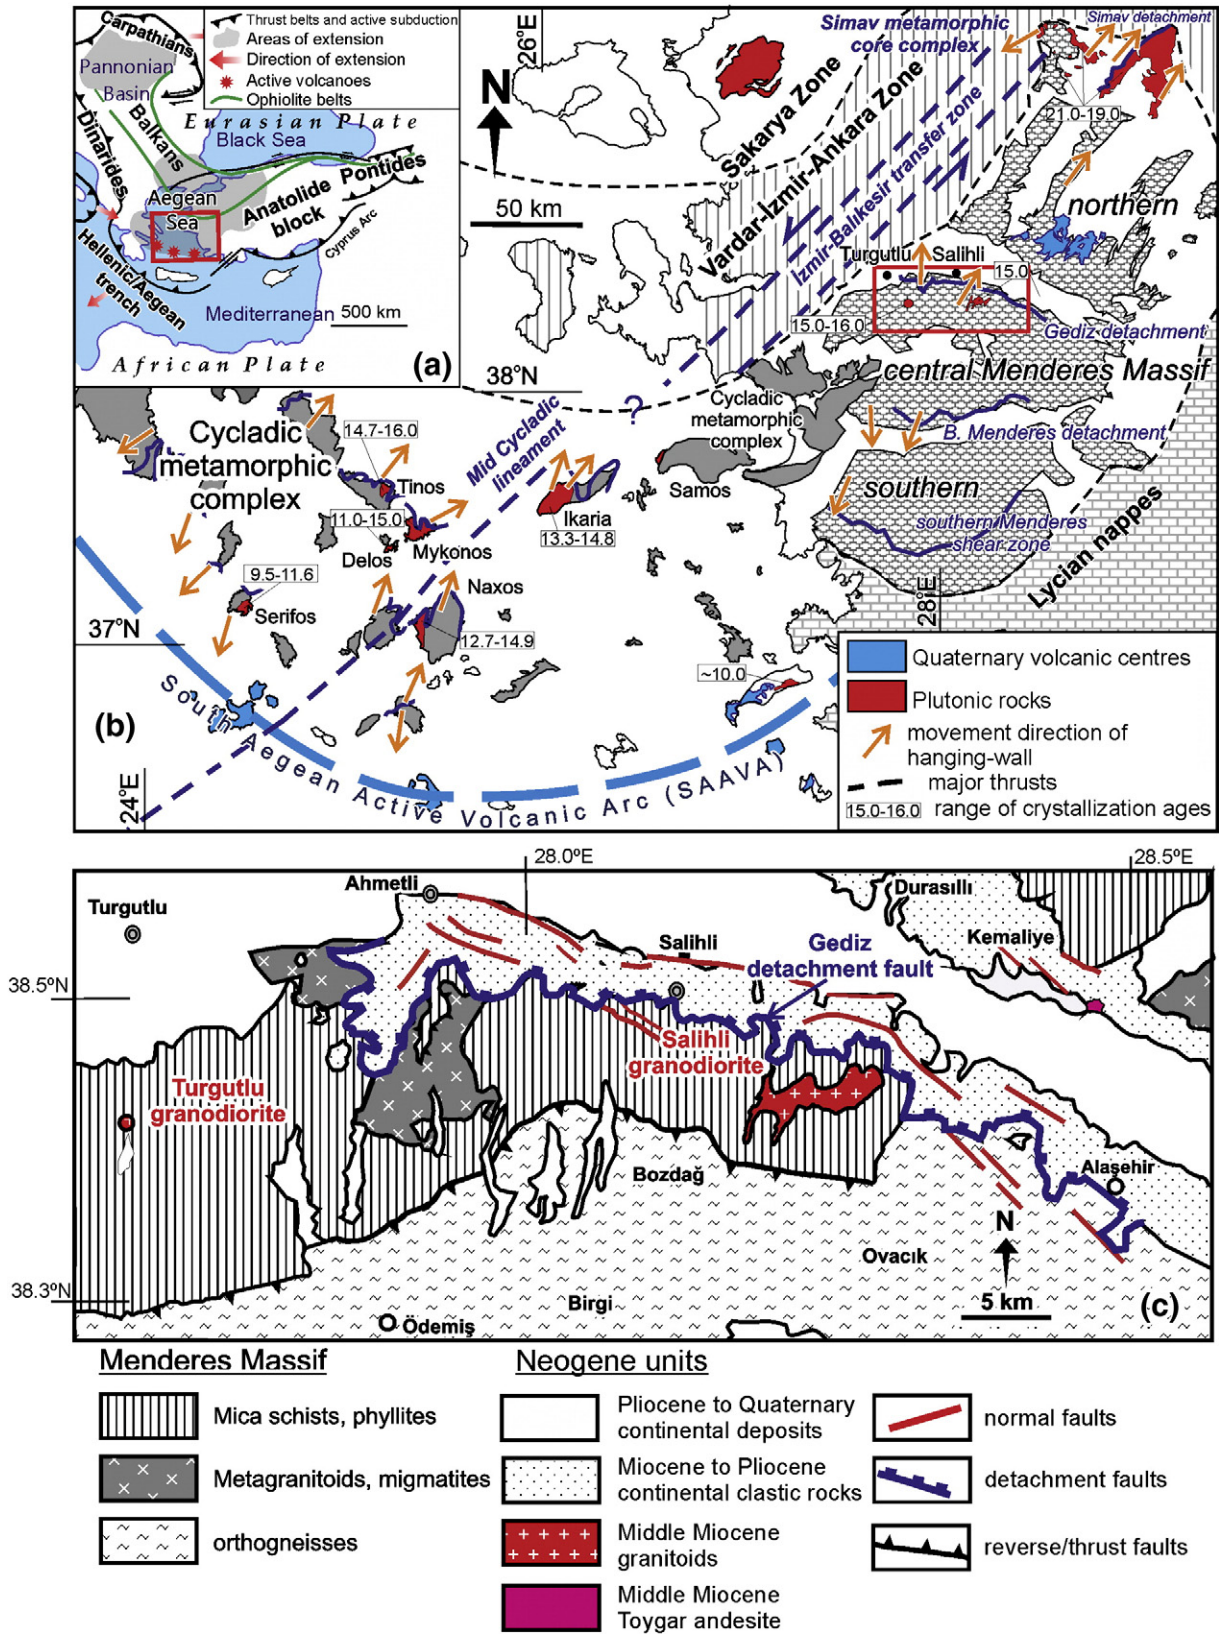 (a)
Thrust belts and active subduction
Areas of extension
Direction of extension
Active volcanoes
Ophiolite belts
Carpathians
Pannonian
Basin
Balkans
Dinarides
Eurasian Plate
Black Sea
Pontides
Aegean
Sea
Anatolide
block
Cyprus Arc
Hellenic/Aegean
trench
Mediterranean
500 km
African Plate
26°E
N
50 km
Sakarya Zone
Vardar-İzmir-Ankara Zone
İzmir-Balıkesir transfer zone
Simav metamorphic
core complex
Simav detachment
21.0-19.0
northern
Turgutlu
Salihli
15.0
15.0-16.0
Gediz detachment
central Menderes Massif
38°N
?
Cycladic
metamorphic
complex
B. Menderes detachment
southern
southern Menderes
shear zone
Lycian nappes
28°E
Cycladic
metamorphic
complex
14.7-16.0
Tinos
11.0-15.0
Delos
Mykonos
Mid Cycladic
lineament
Ikaria
13.3-14.8
Samos
9.5-11.6
Serifos
Naxos
12.7-14.9
~10.0
37°N
(b)
24°E
South Aegean Active Volcanic Arc (SAAVA)
Quaternary volcanic centres
Plutonic rocks
movement direction of
hanging-wall
major thrusts
15.0-16.0
range of crystallization ages
28.0ºE
28.5ºE
Turgutlu
Ahmetli
Durasıllı
Kemaliye
Salihli
Gediz
detachment fault
38.5ºN
Salihli
granodiorite
Turgutlu
granodiorite
Bozdağ
Alaşehir
N
Ovacık
38.3ºN
Birgi
5 km
(c)
Ödemiş
Menderes Massif
Mica schists, phyllites
Metagranitoids, migmatites
orthogneisses
Neogene units
Pliocene to Quaternary
continental deposits
Miocene to Pliocene
continental clastic rocks
Middle Miocene
granitoids
Middle Miocene
Toygar andesite
normal faults
detachment faults
reverse/thrust faults